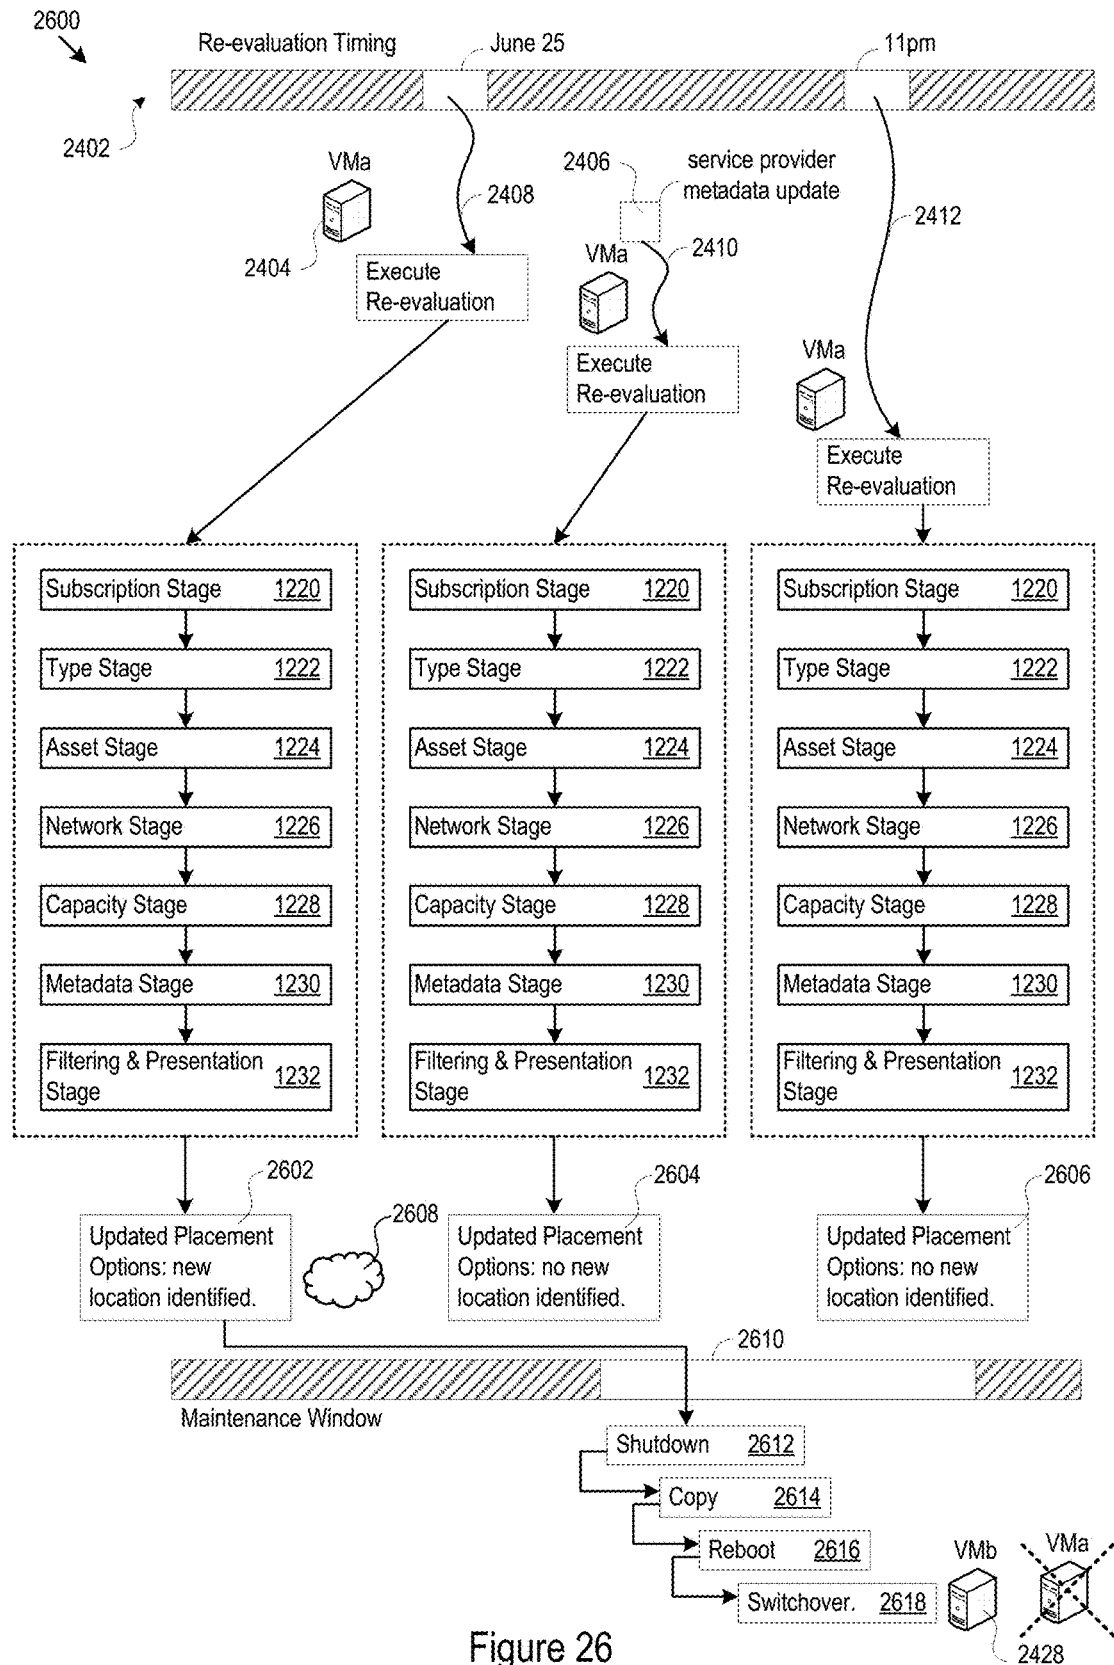 2600
Re-evaluation Timing
June 25
11pm
2402
VMa
2404
2408
2406
service provider
metadata update
2410
2412
Execute
Re-evaluation
VMa
Execute
Re-evaluation
VMa
Execute
Re-evaluation
Subscription Stage 1220
Type Stage 1222
Asset Stage 1224
Network Stage 1226
Capacity Stage 1228
Metadata Stage 1230
Filtering & Presentation
Stage 1232
Subscription Stage 1220
Type Stage 1222
Asset Stage 1224
Network Stage 1226
Capacity Stage 1228
Metadata Stage 1230
Filtering & Presentation
Stage 1232
Subscription Stage 1220
Type Stage 1222
Asset Stage 1224
Network Stage 1226
Capacity Stage 1228
Metadata Stage 1230
Filtering & Presentation
Stage 1232
2602
Updated Placement
Options: new
location identified.
2608
2604
Updated Placement
Options: no new
location identified.
2606
Updated Placement
Options: no new
location identified.
2610
Maintenance Window
Shutdown 2612
Copy 2614
Reboot 2616
Switchover. 2618
VMb
VMa
2428
Figure 26